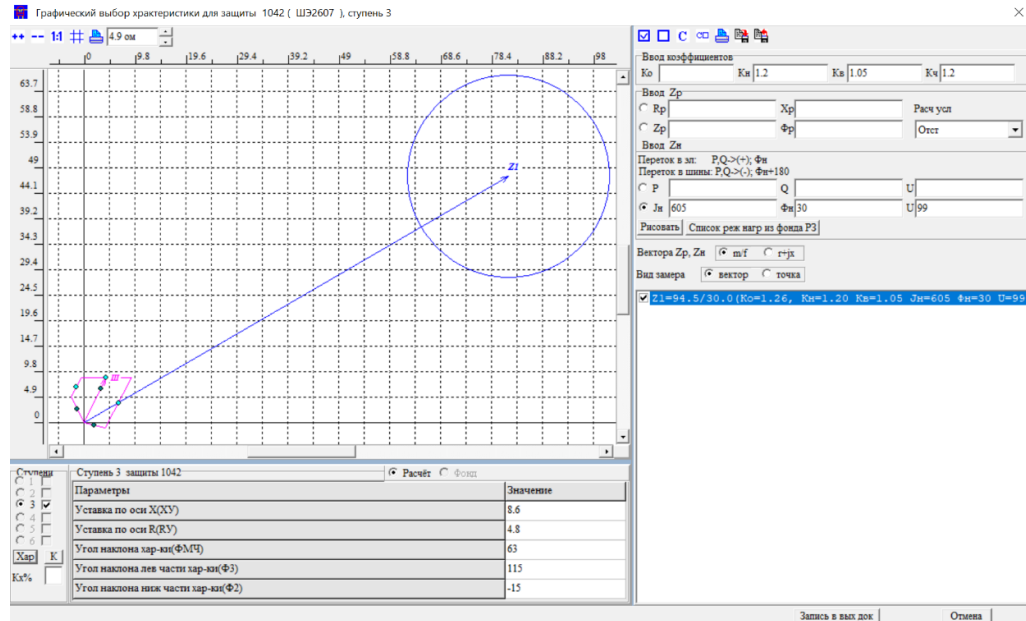 Графический выбор храктеристики для защиты 1042 ( ШЭ2607 ), ступень 3
++ -- 1:1 4.9 ом
0 9.8 19.6 29.4 39.2 49 58.8 68.6 78.4 88.2 98
63.7
58.8
53.9
49
44.1
39.2
34.3
29.4
24.5
19.6
14.7
9.8
4.9
0
Z1
III
Ступени
1
2
3
4
5
6
Хар К
Kx%
Ступень 3 защиты 1042 Расчёт Фонд
Параметры Значение
Уставка по оси X(XУ) 8.6
Уставка по оси R(RУ) 4.8
Угол наклона хар-ки(ФМЧ) 63
Угол наклона лев части хар-ки(Ф3) 115
Угол наклона ниж части хар-ки(Ф2) -15
C
Ввод коэффициентов
Ко Кн 1.2 Кв 1.05 Кч 1.2
Ввод Zp
Rp Xp Расч усл
Zp Фр Отст
Ввод Zн
Переток в эл: P,Q->(+); Фн
Переток в шины: P,Q->(-); Фн+180
P Q U
Jн 605 Фн 30 U 99
Рисовать Список реж нагр из фонда РЗ
Вектора Zp, Zн m/f r+jx
Вид замера вектор точка
Z1=94.5/30.0(Ко=1.26, Кн=1.20 Кв=1.05 Jн=605 Фн=30 U=99
Запись в вых док Отмена